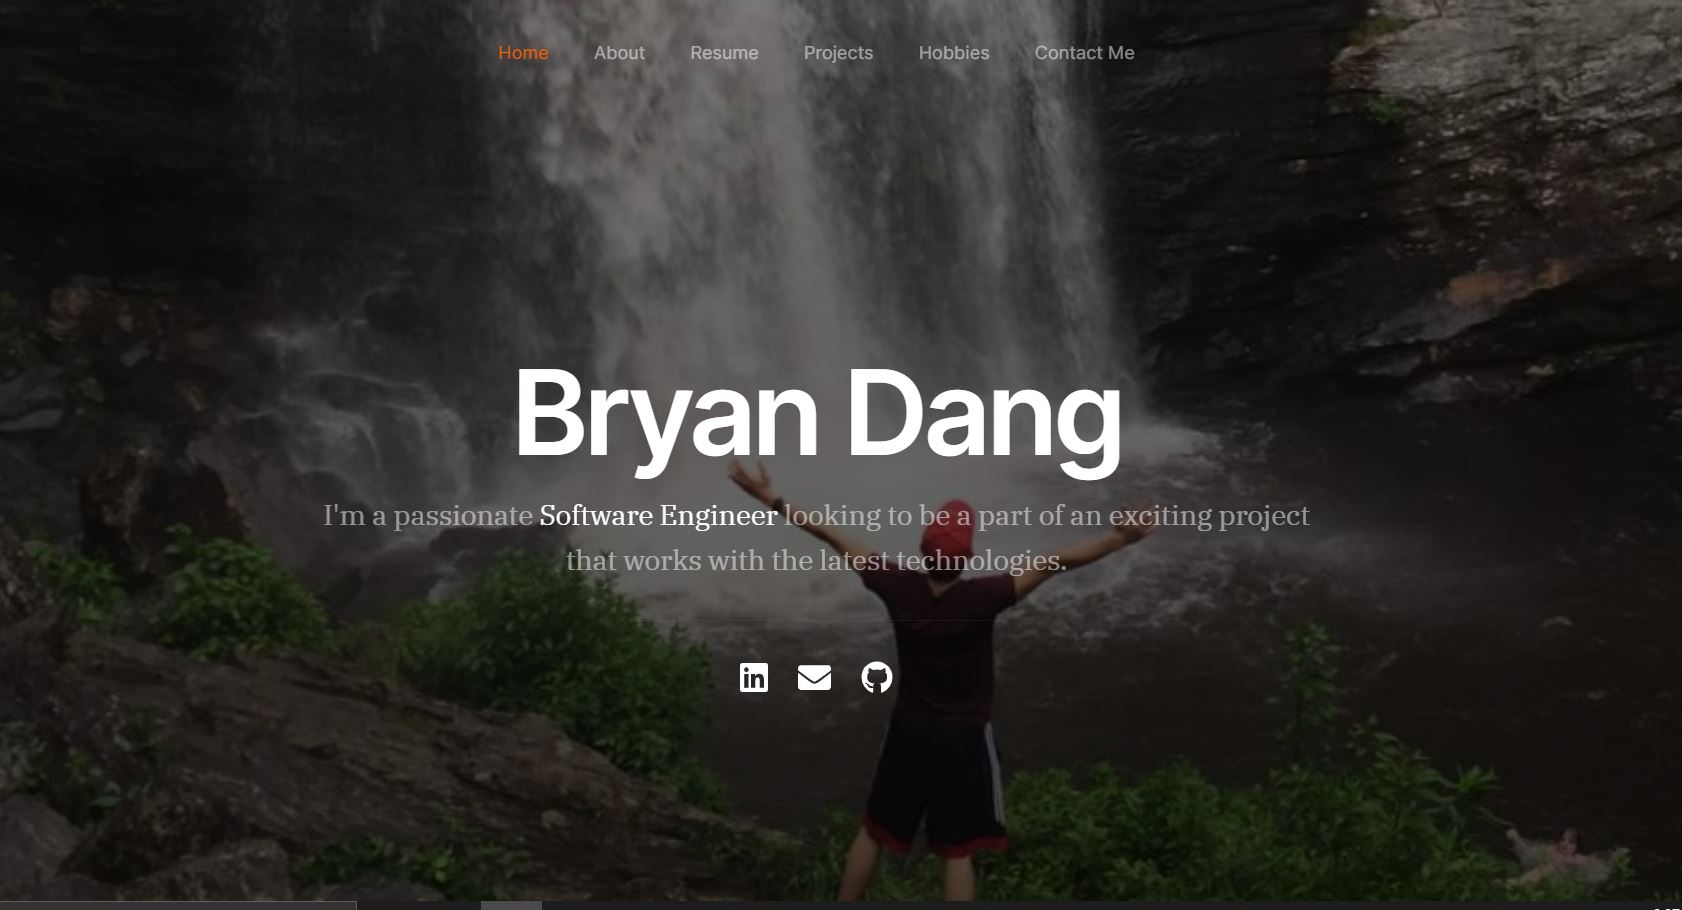 Home About Resume Projects Hobbies Contact Me
Bryan Dang
I'm a passionate Software Engineer looking to be a part of an exciting project
that works with the latest technologies.
in